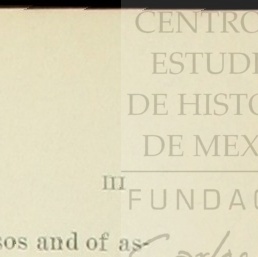 CENTRO
ESTUDI
DE HISTO
DE MEX
III
FUNDAC
sos and of as-